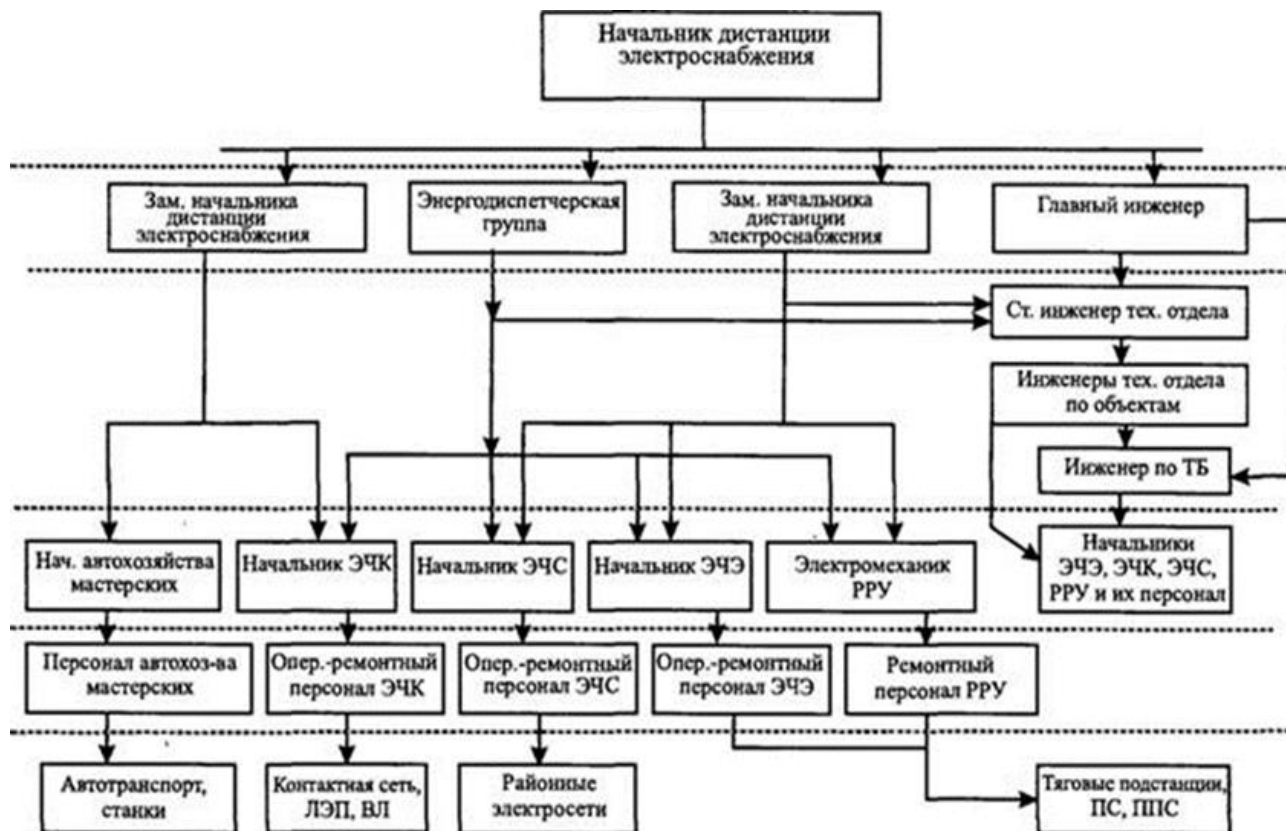 Начальник дистанции
электроснабжения
Зам. начальника
дистанции
электроснабжения
Энергодиспетчерская
группа
Зам. начальника
дистанции
электроснабжения
Главный инженер
Ст. инженер тех. отдела
Инженеры тех. отдела
по объектам
Инженер по ТБ
Нач. автохозяйства
мастерских
Начальник ЭЧК
Начальник ЭЧС
Начальник ЭЧЭ
Электромеханик
РРУ
Начальники
ЭЧЭ, ЭЧК, ЭЧС,
РРУ и их персонал
Персонал автохоз-ва
мастерских
Опер.-ремонтный
персонал ЭЧК
Опер.-ремонтный
персонал ЭЧС
Опер.-ремонтный
персонал ЭЧЭ
Ремонтный
персонал РРУ
Автотранспорт,
станки
Контактная сеть,
ЛЭП, ВЛ
Районные
электросети
Тяговые подстанции,
ПС, ППС